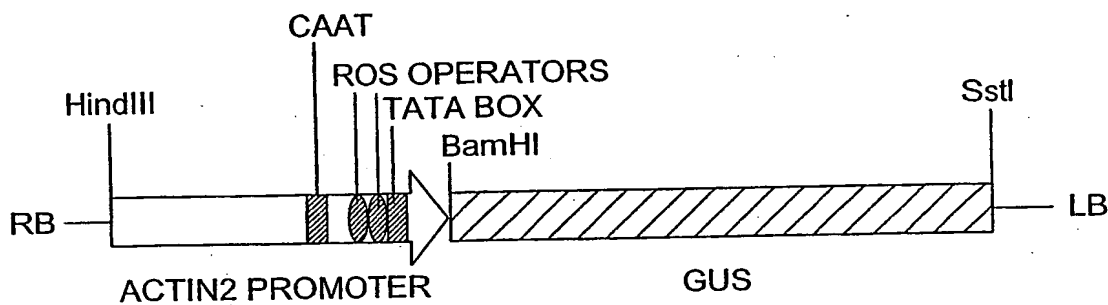 CAAT
ROS OPERATORS
TATA BOX
HindIII
BamHI
SstI
RB
LB
ACTIN2 PROMOTER
GUS